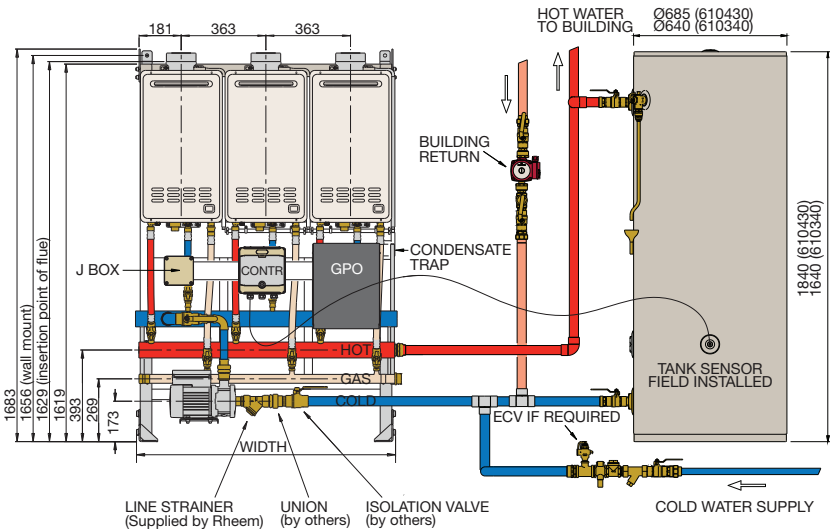 181
363
363
HOT WATER
TO BUILDING
Ø685 (610430)
Ø640 (610340)
BUILDING
RETURN
CONDENSATE
TRAP
J BOX
CONTR
GPO
1683
1656 (wall mount)
1629 (insertion point of flue)
1619
393
269
173
HOT
GAS
COLD
WIDTH
TANK SENSOR
FIELD INSTALLED
1840 (610430)
1640 (610340)
ECV IF REQUIRED
LINE STRAINER
(Supplied by Rheem)
UNION
(by others)
ISOLATION VALVE
(by others)
COLD WATER SUPPLY